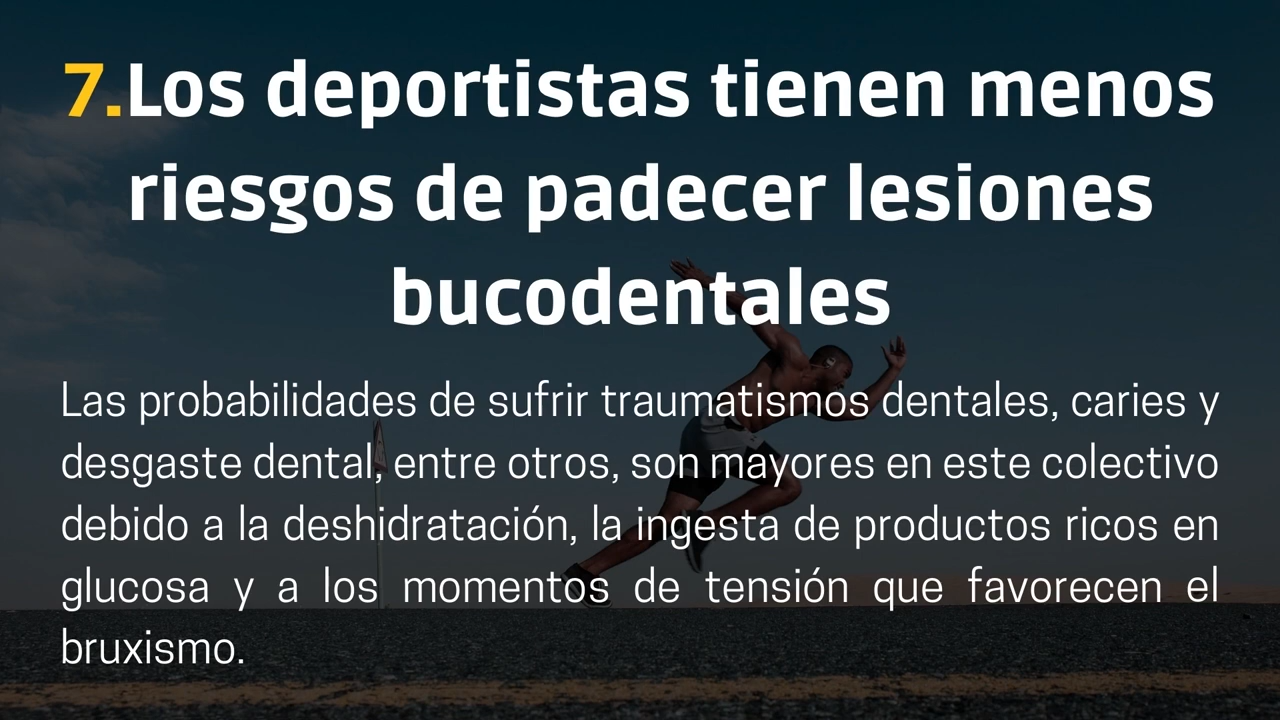 7.Los deportistas tienen menos
riesgos de padecer lesiones
bucodentales
Las probabilidades de sufrir traumatismos dentales, caries y
desgaste dental, entre otros, son mayores en este colectivo
debido a la deshidratación, la ingesta de productos ricos en
glucosa y a los momentos de tensión que favorecen el
bruxismo.